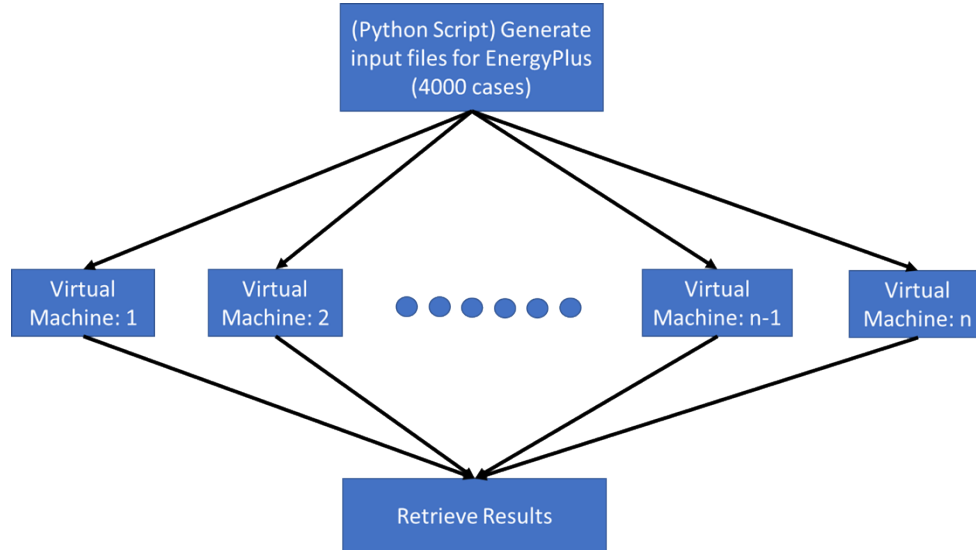 (Python Script) Generate
input files for EnergyPlus
(4000 cases)
Virtual
Machine: 1
Virtual
Machine: 2
Virtual
Machine: n-1
Virtual
Machine: n
Retrieve Results